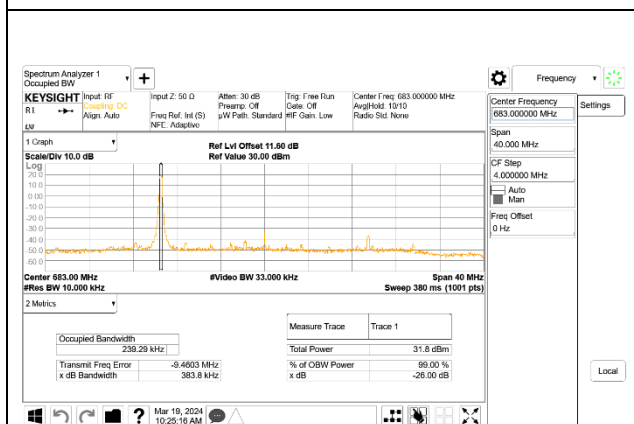 Spectrum Analyzer 1
Occupied BW
Frequency
KEYSIGHT
Input: RF
Coupling: DC
Align: Auto
Input Z: 50 Ω
Freq Ref: Int (S)
NFE: Adaptive
Atten: 30 dB
Preamp: Off
µW Path: Standard
Trig: Free Run
Gate: Off
#IF Gain: Low
Center Freq: 683.000000 MHz
Avg|Hold: 10/10
Radio Std: None
Center Frequency
683.000000 MHz
Settings
Span
40.000 MHz
CF Step
4.000000 MHz
Auto
Man
Freq Offset
0 Hz
1 Graph
Scale/Div 10.0 dB
Ref Lvl Offset 11.60 dB
Ref Value 30.00 dBm
Log
20.0
10.0
0.00
-10.0
-20.0
-30.0
-40.0
-50.0
-60.0
Center 683.00 MHz
#Video BW 33.000 kHz
Span 40 MHz
#Res BW 10.000 kHz
Sweep 380 ms (1001 pts)
2 Metrics
Measure Trace
Trace 1
Occupied Bandwidth
239.29 kHz
Total Power
31.8 dBm
Transmit Freq Error
-9.4603 MHz
% of OBW Power
99.00 %
x dB Bandwidth
383.8 kHz
x dB
-26.00 dB
Local
Mar 19, 2024
10:25:16 AM